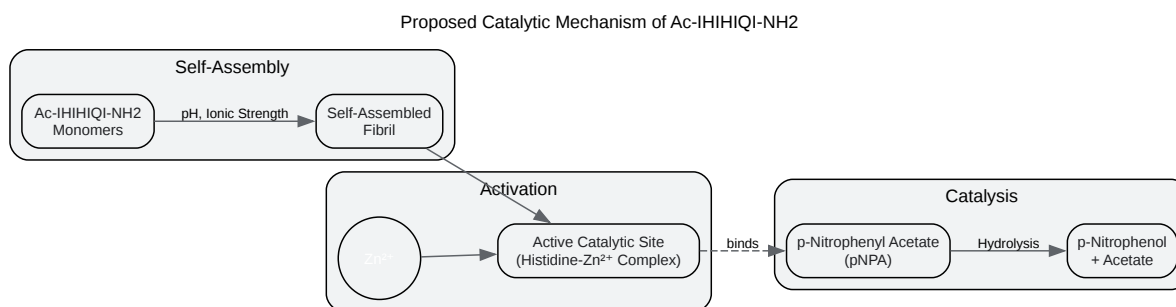 Proposed Catalytic Mechanism of Ac-IHIHIQI-NH2
Self-Assembly
Ac-IHIHIQI-NH2
Monomers
pH, Ionic Strength
Self-Assembled
Fibril
Activation
Zn²⁺
Active Catalytic Site
(Histidine-Zn²⁺ Complex)
binds
Catalysis
p-Nitrophenyl Acetate
(pNPA)
Hydrolysis
p-Nitrophenol
+ Acetate